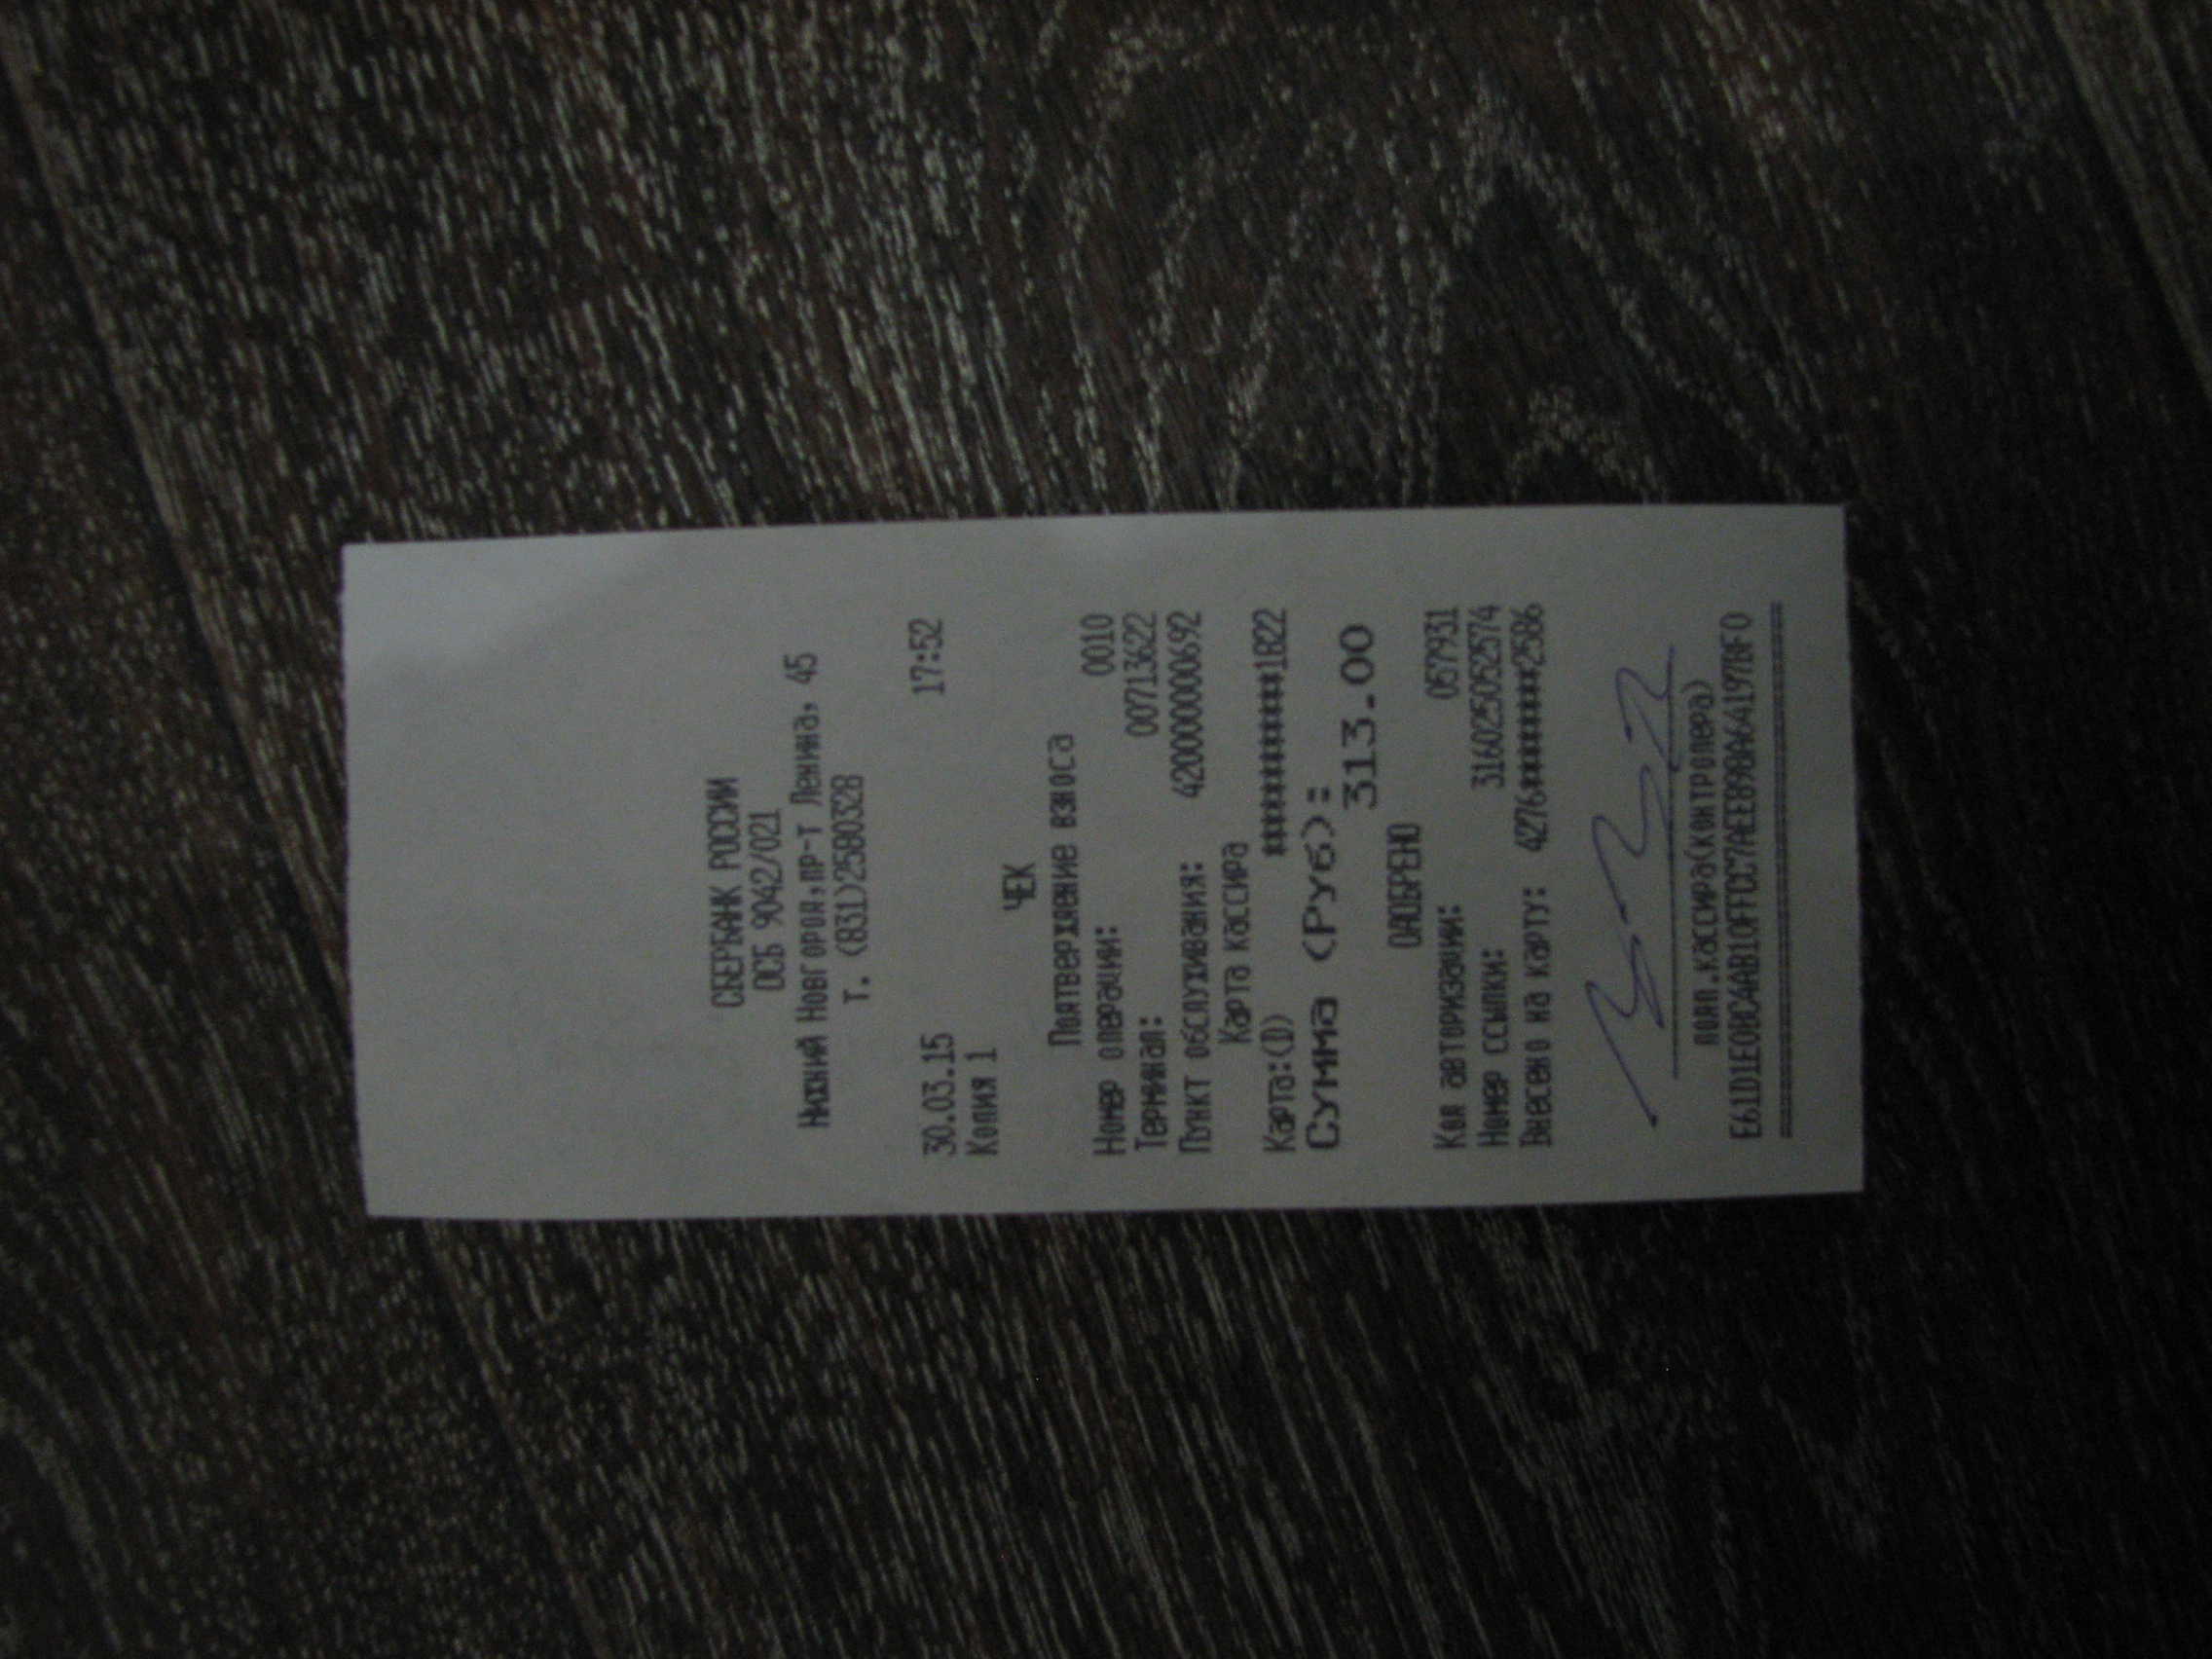 СБЕРБАНК РОССИИ
ОСБ 9042/021
Нижний Новгород,пр-т Ленина, 45
Т. (831)2580328
30.03.15 17:52
Копия 1
ЧЕК
Подтверждение взноса
Номер операции: 0010
Терминал: 00713622
Пункт обслуживания: 420000000692
Карта кассира
Карта:(D) ************1822
Сумма (Руб):
313.00
ОДОБРЕНО
Код авторизации: 057931
Номер ссылки: 316025052574
Внесено на карту: 4276********2586
подп.кассира(контролера)